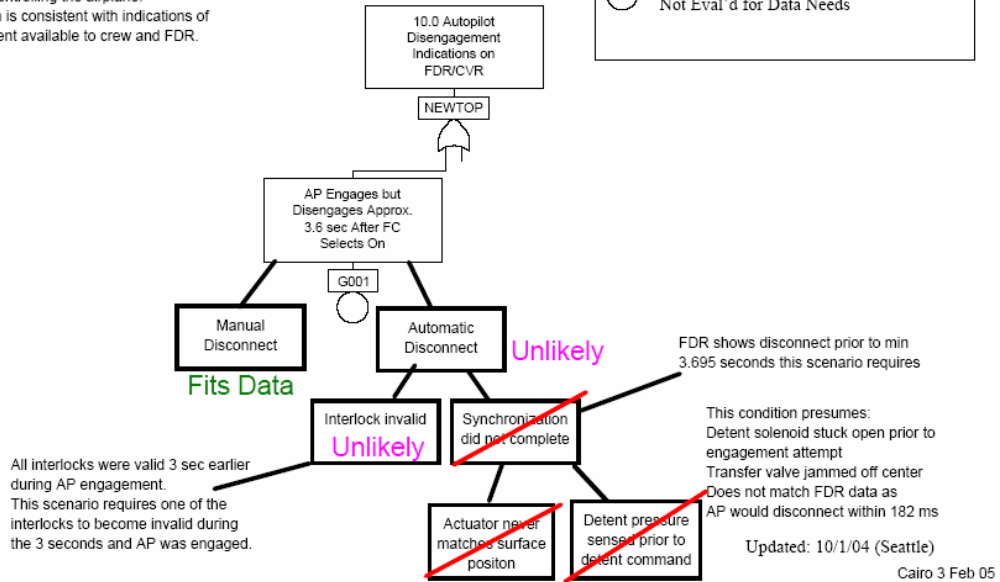 ntrolling the airplane.
n is consistent with indications of
ent available to crew and FDR.
Not Eval'd for Data Needs
10.0 Autopilot
Disengagement
Indications on
FDR/CVR
NEWTOP
AP Engages but
Disengages Approx.
3.6 sec After FC
Selects On
G001
Manual
Disconnect
Fits Data
Automatic
Disconnect
Unlikely
FDR shows disconnect prior to min
3.695 seconds this scenario requires
Interlock invalid
Unlikely
Synchronization
did not complete
All interlocks were valid 3 sec earlier
during AP engagement.
This scenario requires one of the
interlocks to become invalid during
the 3 seconds and AP was engaged.
This condition presumes:
Detent solenoid stuck open prior to
engagement attempt
Transfer valve jammed off center
Does not match FDR data as
AP would disconnect within 182 ms
Actuator never
matches surface
positon
Detent pressure
sensed prior to
detent command
Updated: 10/1/04 (Seattle)
Cairo 3 Feb 05